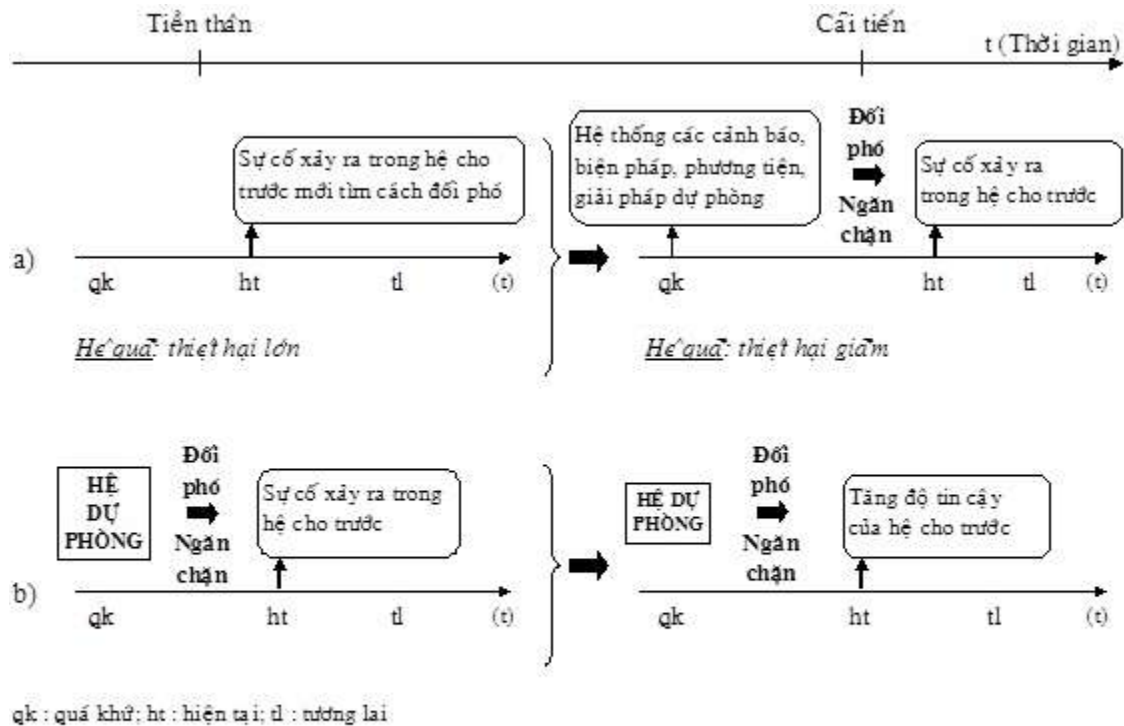 Tiền thân
Cải tiến
t (Thời gian)
Sự cố xảy ra trong hệ cho
trước mới tìm cách đối phó
Hệ thống các cảnh báo,
biện pháp, phương tiện,
giải pháp dự phòng
Đối
phó
Ngăn
chặn
Sự cố xảy ra
trong hệ cho trước
a)
qk
ht
tl
(t)
qk
ht
tl
(t)
Hệ quả: thiệt hại lớn
Hệ quả: thiệt hại giảm
HỆ
DỰ
PHÒNG
Đối
phó
Ngăn
chặn
Sự cố xảy ra trong
hệ cho trước
HỆ DỰ
PHÒNG
Đối
phó
Ngăn
chặn
Tăng độ tin cậy
của hệ cho trước
b)
qk
ht
tl
(t)
qk
ht
tl
(t)
qk : quá khứ; ht : hiện tại; tl : tương lai